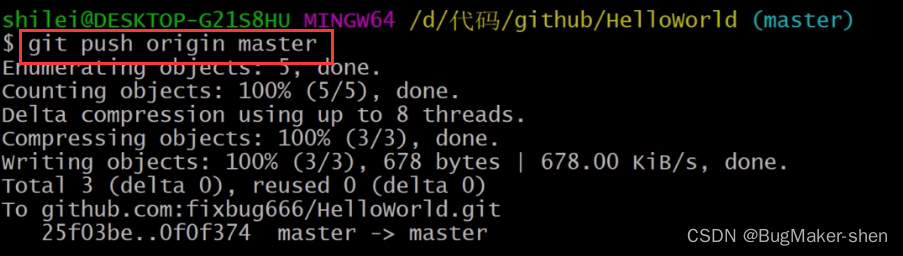 shilei@DESKTOP-G21S8HU MINGW64 /d/代码/github/HelloWorld (master)
$ git push origin master
Enumerating objects: 5, done.
Counting objects: 100% (5/5), done.
Delta compression using up to 8 threads.
Compressing objects: 100% (3/3), done.
Writing objects: 100% (3/3), 678 bytes | 678.00 KiB/s, done.
Total 3 (delta 0), reused 0 (delta 0)
To github.com:fixbug666/HelloWorld.git
   25f03be..0f0f374  master -> master
CSDN @BugMaker-shen